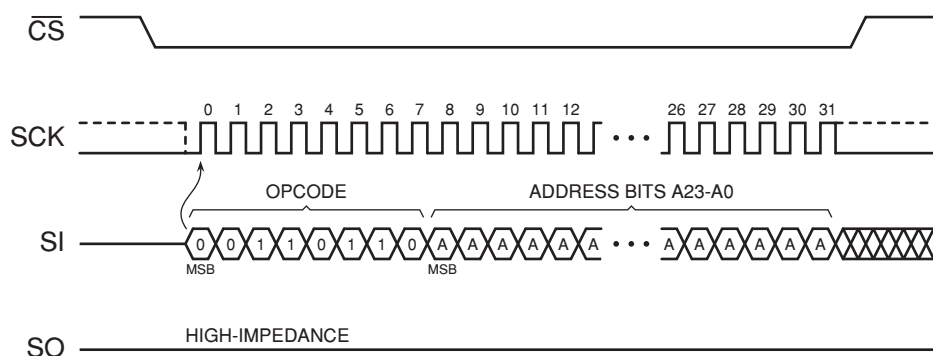 CS
0 1 2 3 4 5 6 7 8 9 10 11 12 26 27 28 29 30 31
SCK
OPCODE ADDRESS BITS A23-A0
SI 0 0 1 1 0 1 1 0 A A A A A A A A A A A A
MSB MSB
HIGH-IMPEDANCE
SO